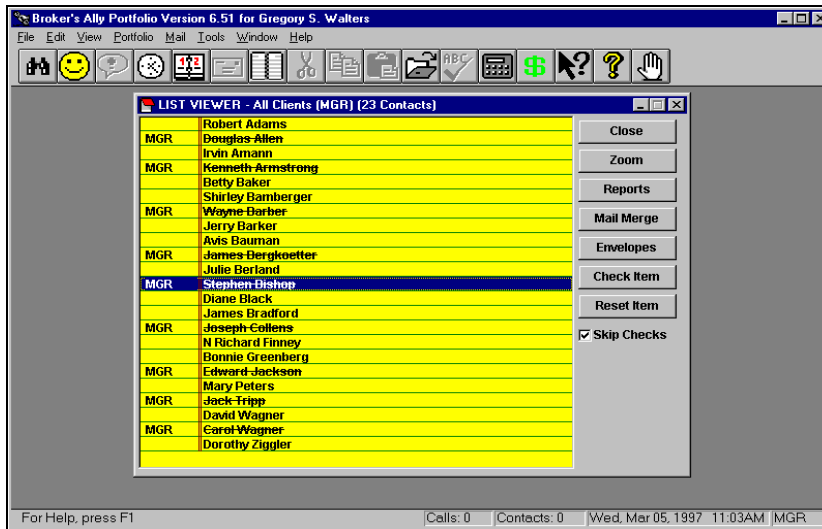 Broker's Ally Portfolio Version 6.51 for Gregory S. Walters
File Edit View Portfolio Mail Tools Window Help
ABC
LIST VIEWER - All Clients (MGR) (23 Contacts)
Robert Adams
MGR Douglas Allen
Irvin Amann
MGR Kenneth Armstrong
Betty Baker
Shirley Bamberger
MGR Wayne Barber
Jerry Barker
Avis Bauman
MGR James Bergkoetter
Julie Berland
MGR Stephen Bishop
Diane Black
James Bradford
MGR Joseph Collens
N Richard Finney
Bonnie Greenberg
MGR Edward Jackson
Mary Peters
MGR Jack Tripp
David Wagner
MGR Carol Wagner
Dorothy Ziggler
Close
Zoom
Reports
Mail Merge
Envelopes
Check Item
Reset Item
Skip Checks
For Help, press F1
Calls: 0 Contacts: 0 Wed, Mar 05, 1997 11:03AM MGR